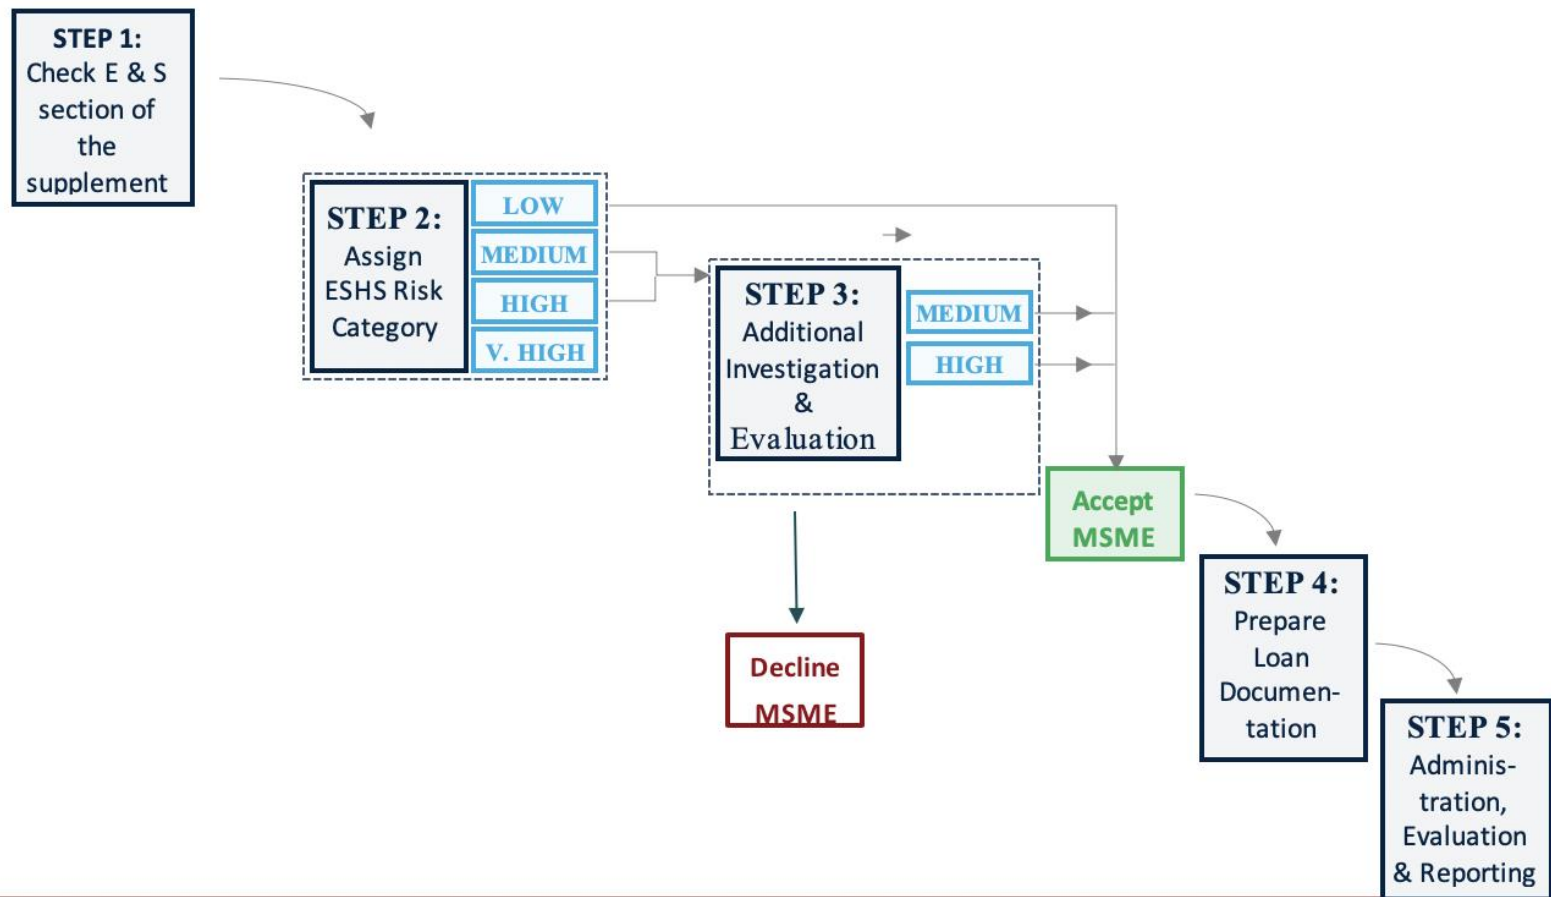 STEP 1:
Check E & S
section of
the
supplement
STEP 2:
Assign
ESHS Risk
Category
LOW
MEDIUM
HIGH
V. HIGH
STEP 3:
Additional
Investigation
&
Evaluation
MEDIUM
HIGH
Accept
MSME
Decline
MSME
STEP 4:
Prepare
Loan
Documen-
tation
STEP 5:
Adminis-
tration,
Evaluation
& Reporting